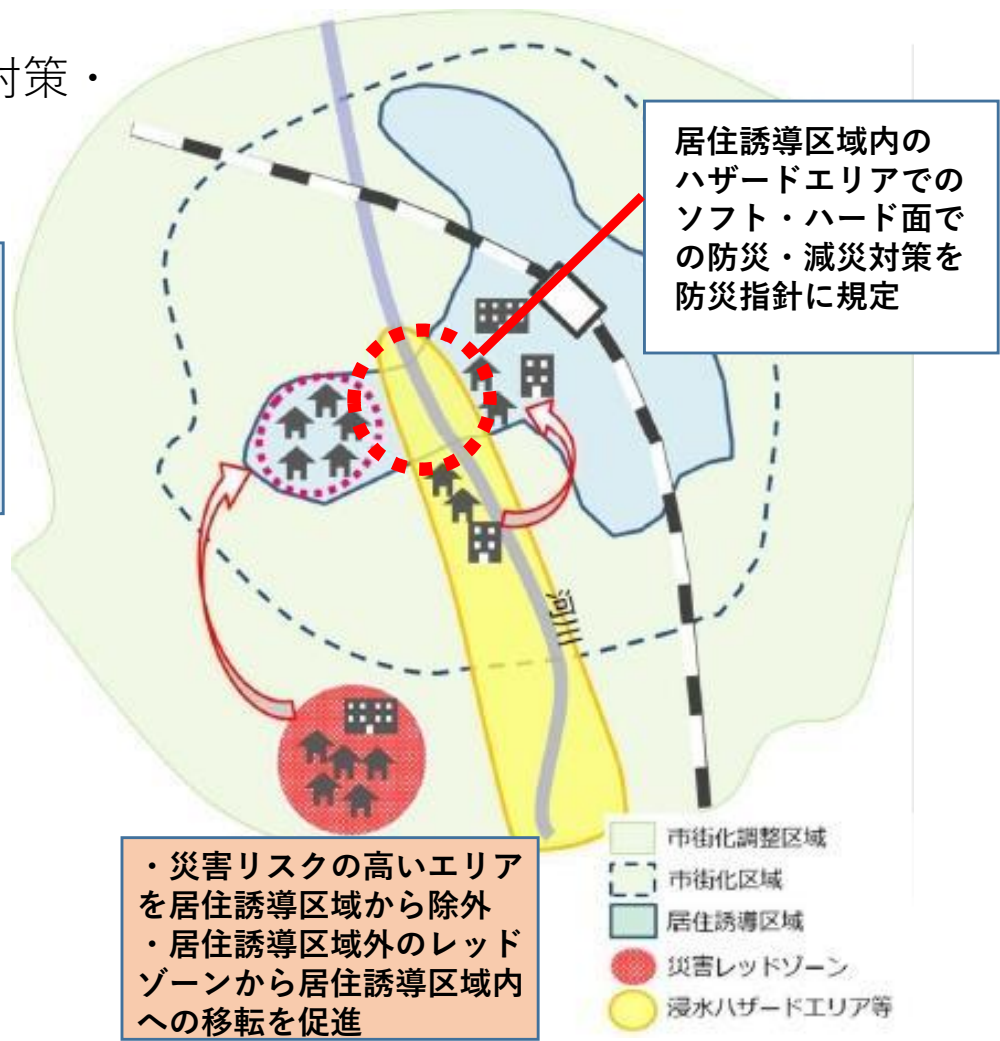 対策・
居住誘導区域内の
ハザードエリアでの
ソフト・ハード面で
の防災・減災対策を
防災指針に規定
河川
・災害リスクの高いエリア
を居住誘導区域から除外
・居住誘導区域外のレッド
ゾーンから居住誘導区域内
への移転を促進
市街化調整区域
市街化区域
居住誘導区域
災害レッドゾーン
浸水ハザードエリア等